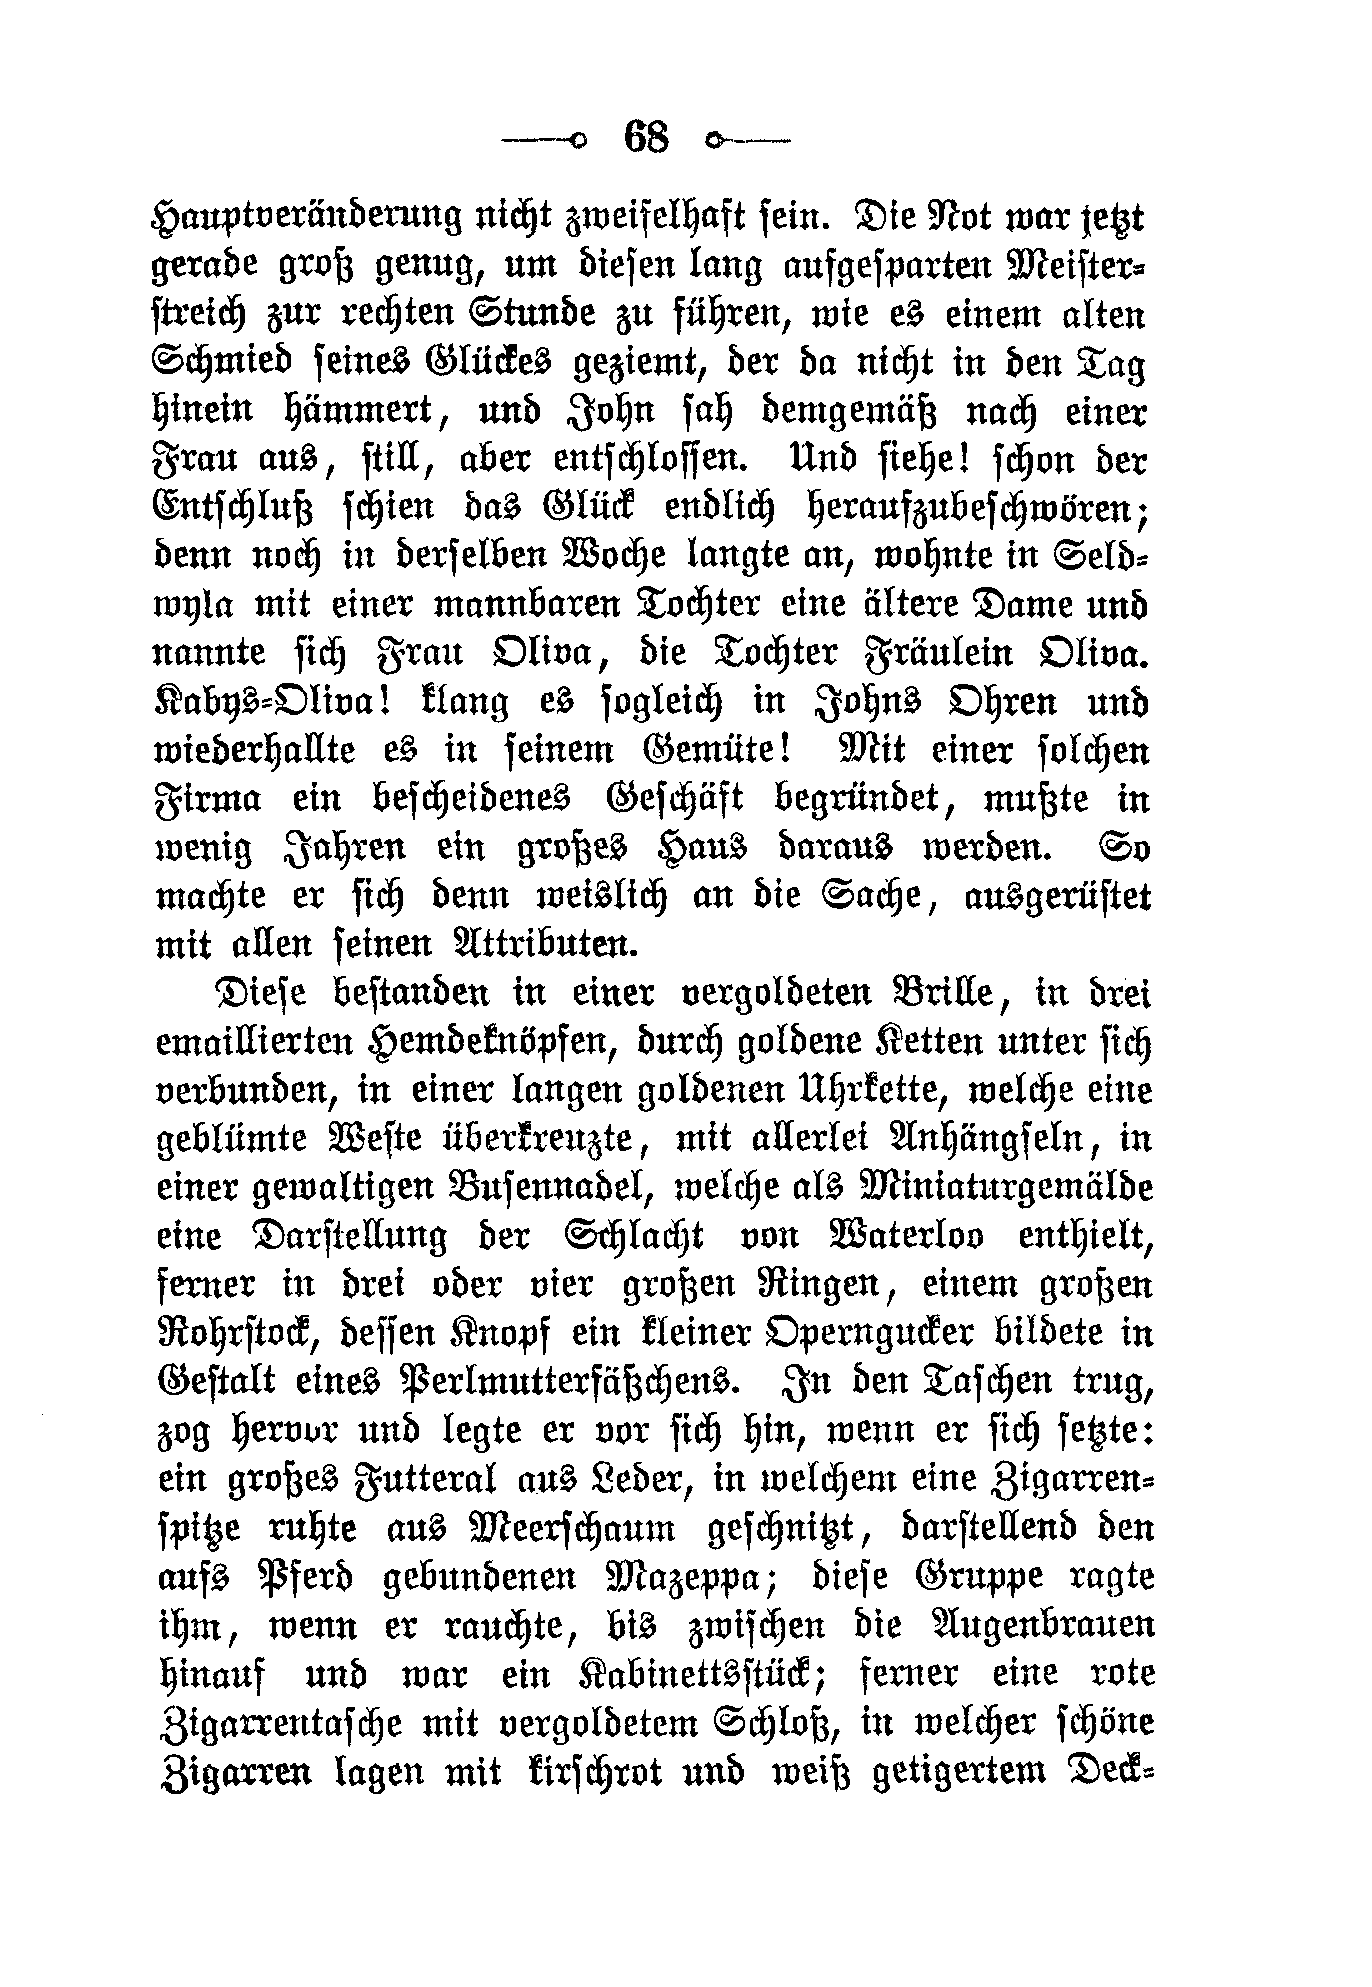 68
Hauptveränderung nicht zweifelhaft sein. Die Not war jetzt
gerade groß genug, um diesen lang aufgesparten Meister-
streich zur rechten Stunde zu führen, wie es einem alten
Schmied seines Glückes geziemt, der da nicht in den Tag
hinein hämmert, und John sah demgemäß nach einer
Frau aus, still, aber entschlossen. Und siehe! schon der
Entschluß schien das Glück endlich heraufzubeschwören;
denn noch in derselben Woche langte an, wohnte in Seld-
wyla mit einer mannbaren Tochter eine ältere Dame und
nannte sich Frau Oliva, die Tochter Fräulein Oliva.
Kabys-Oliva! klang es sogleich in Johns Ohren und
wiederhallte es in seinem Gemüte! Mit einer solchen
Firma ein bescheidenes Geschäft begründet, mußte in
wenig Jahren ein großes Haus daraus werden. So
machte er sich denn weislich an die Sache, ausgerüstet
mit allen seinen Attributen.
Diese bestanden in einer vergoldeten Brille, in drei
emaillierten Hemdeknöpfen, durch goldene Ketten unter sich
verbunden, in einer langen goldenen Uhrkette, welche eine
geblümte Weste überkreuzte, mit allerlei Anhängseln, in
einer gewaltigen Busennadel, welche als Miniaturgemälde
eine Darstellung der Schlacht von Waterloo enthielt,
ferner in drei oder vier großen Ringen, einem großen
Rohrstock, dessen Knopf ein kleiner Operngucker bildete in
Gestalt eines Perlmutterfäßchens. In den Taschen trug,
zog hervor und legte er vor sich hin, wenn er sich setzte:
ein großes Futteral aus Leder, in welchem eine Zigarren-
spitze ruhte aus Meerschaum geschnitzt, darstellend den
aufs Pferd gebundenen Mazeppa; diese Gruppe ragte
ihm, wenn er rauchte, bis zwischen die Augenbrauen
hinauf und war ein Kabinettsstück; ferner eine rote
Zigarrentasche mit vergoldetem Schloß, in welcher schöne
Zigarren lagen mit kirschrot und weiß getigertem Deck-